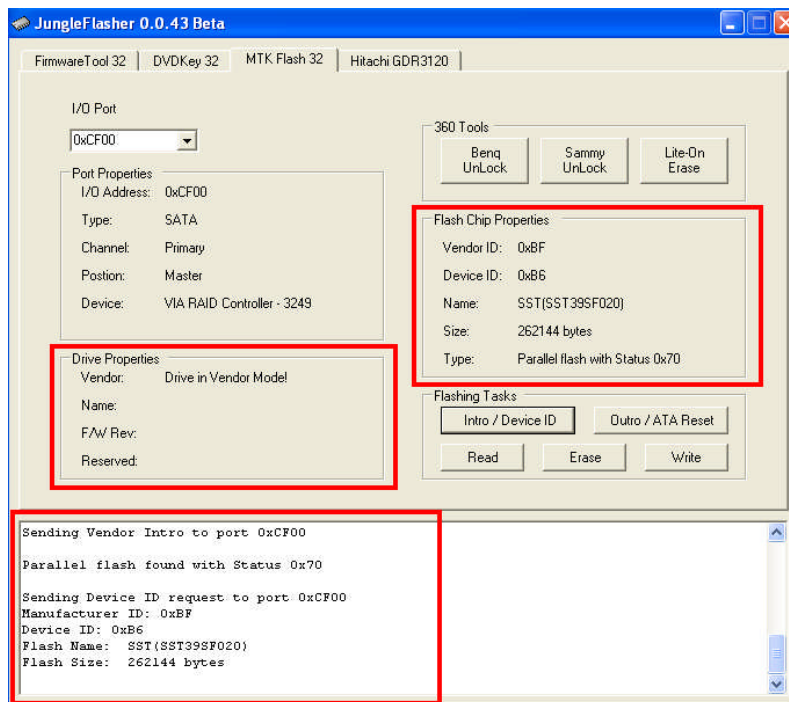 JungleFlasher 0.0.43 Beta
FirmwareTool 32 DVDKey 32 MTK Flash 32 Hitachi GDR3120
I/O Port
0xCF00
Port Properties
I/O Address: 0xCF00
Type: SATA
Channel: Primary
Postion: Master
Device: VIA RAID Controller - 3249
Drive Properties
Vendor: Drive in Vendor Mode!
Name:
F/W Rev:
Reserved:
360 Tools
Benq UnLock
Sammy UnLock
Lite-On Erase
Flash Chip Properties
Vendor ID: 0xBF
Device ID: 0xB6
Name: SST(SST39SF020)
Size: 262144 bytes
Type: Parallel flash with Status 0x70
Flashing Tasks
Intro / Device ID Outro / ATA Reset
Read Erase Write
Sending Vendor Intro to port 0xCF00
Parallel flash found with Status 0x70
Sending Device ID request to port 0xCF00
Manufacturer ID: 0xBF
Device ID: 0xB6
Flash Name: SST(SST39SF020)
Flash Size: 262144 bytes